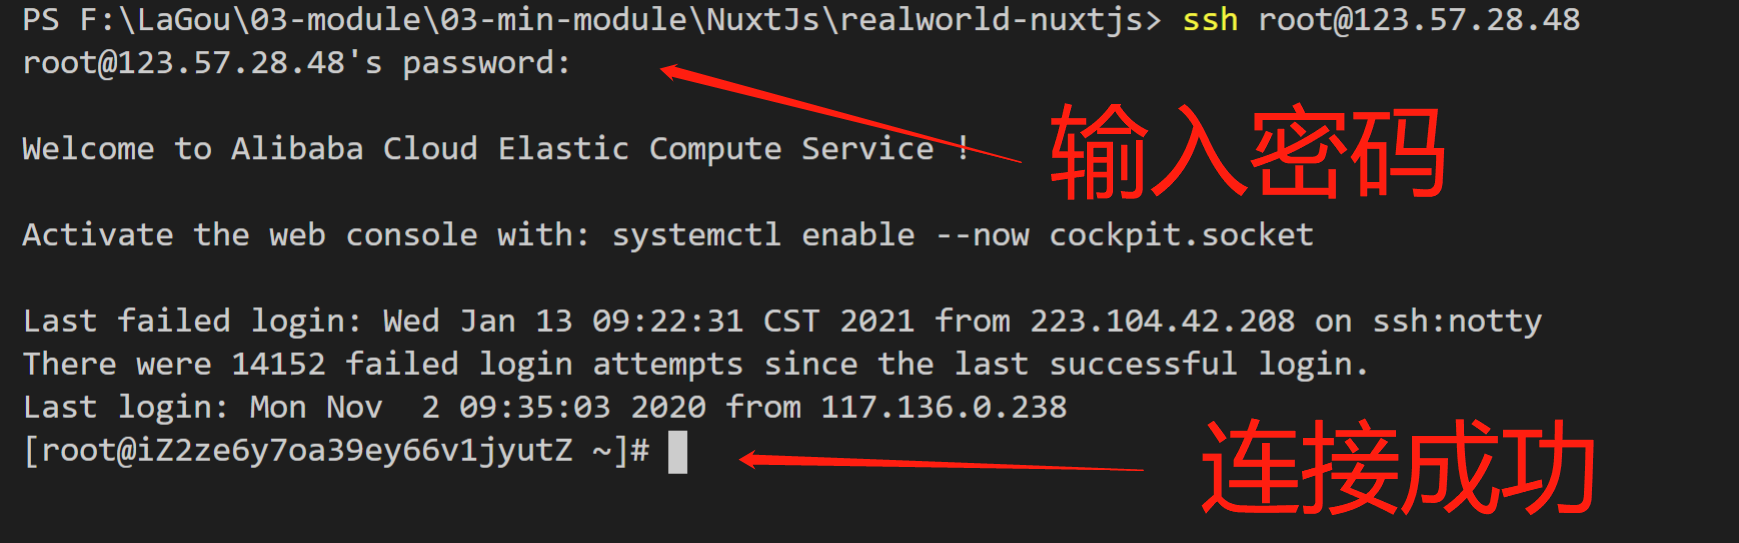 PS F:\LaGou\03-module\03-min-module\NuxtJs\realworld-nuxtjs> ssh root@123.57.28.48
root@123.57.28.48's password:
输入密码
Welcome to Alibaba Cloud Elastic Compute Service !
Activate the web console with: systemctl enable --now cockpit.socket
Last failed login: Wed Jan 13 09:22:31 CST 2021 from 223.104.42.208 on ssh:notty
There were 14152 failed login attempts since the last successful login.
Last login: Mon Nov  2 09:35:03 2020 from 117.136.0.238
[root@iZ2ze6y7oa39ey66v1jyutZ ~]#
连接成功